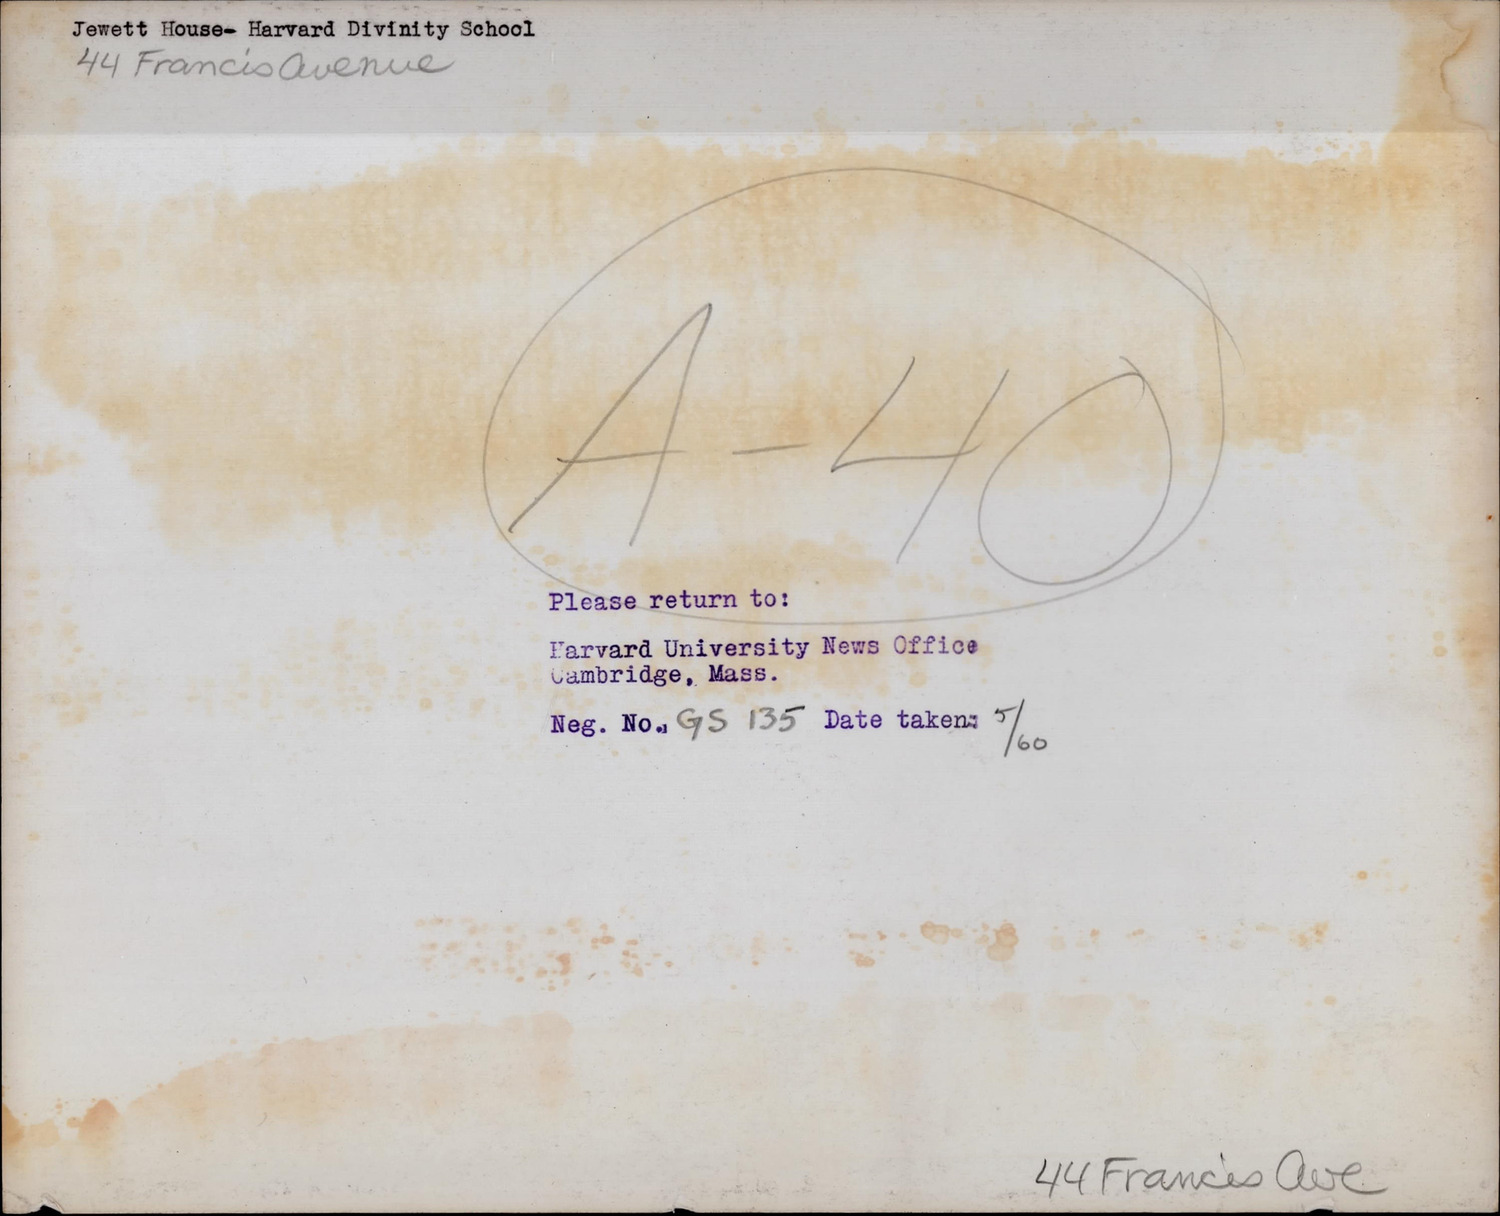 Jewett House- Harvard Divinity School
44 Francis Avenue
A-40
Please return to:
Harvard University News Office
Cambridge, Mass.
Neg. No., GS 135 Date taken: 5/60
44 Francis Ave